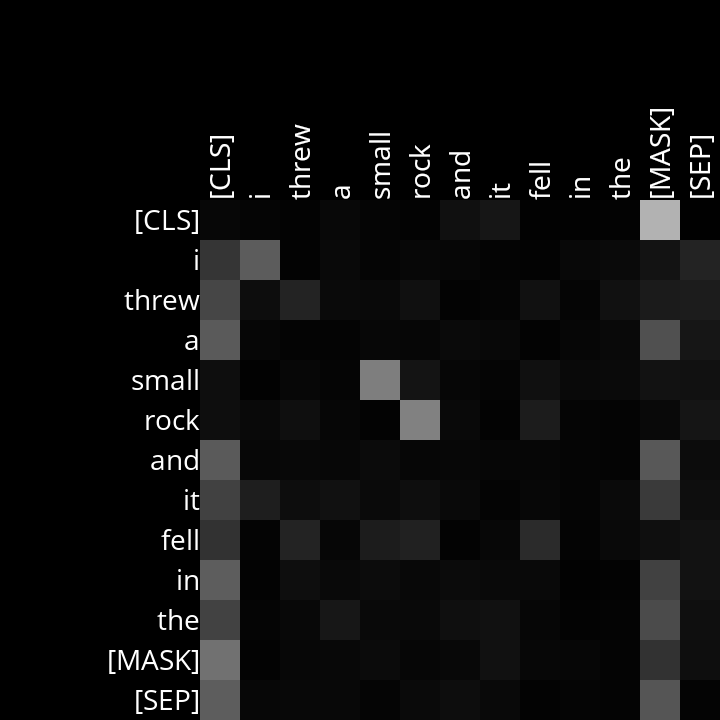 [CLS] i threw a small rock and it fell in the [MASK] [SEP]
[CLS]
i
threw
a
small
rock
and
it
fell
in
the
[MASK]
[SEP]